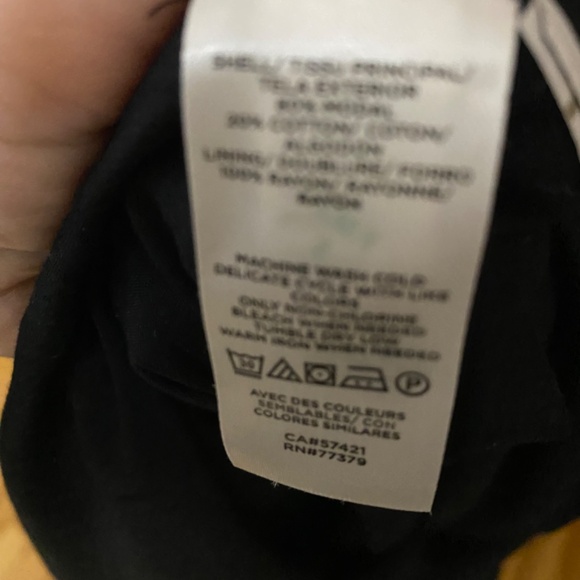 SHELL/ TISSU PRINCIPAL/
TELA EXTERIOR
80% MODAL
20% COTTON/ COTON/
ALGODÓN
LINING/ DOUBLURE/ FORRO
100% RAYON/ RAYONNE/
RAYON
MACHINE WASH COLD
DELICATE CYCLE WITH LIKE
COLORS
ONLY NON-CHLORINE
BLEACH WHEN NEEDED
TUMBLE DRY LOW
WARM IRON WHEN NEEDED
30 P
AVEC DES COULEURS
SEMBLABLES/ CON
COLORES SIMILARES
CA#57421
RN#77379